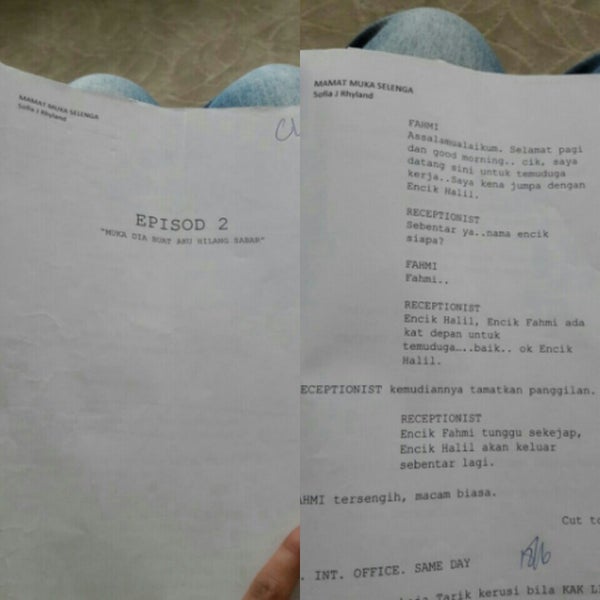 MAMAT MUKA SELENGA
Sofia J Rhyland
EPISOD 2
"MUKA DIA BUAT AKU HILANG SABAR"
MAMAT MUKA SELENGA
Sofia J Rhyland
FAHMI
Assalamualaikum. Selamat pagi
dan good morning.. cik, saya
datang sini untuk temuduga
kerja..Saya kena jumpa dengan
Encik Halil.
RECEPTIONIST
Sebentar ya..nama encik
siapa?
FAHMI
Fahmi..
RECEPTIONIST
Encik Halil, Encik Fahmi ada
kat depan untuk
temuduga….baik.. ok Encik
Halil.
ECEPTIONIST kemudiannya tamatkan panggilan.
RECEPTIONIST
Encik Fahmi tunggu sekejap,
Encik Halil akan keluar
sebentar lagi.
AHMI tersengih, macam biasa.
Cut to
. INT. OFFICE. SAME DAY
Tarik kerusi bila KAK